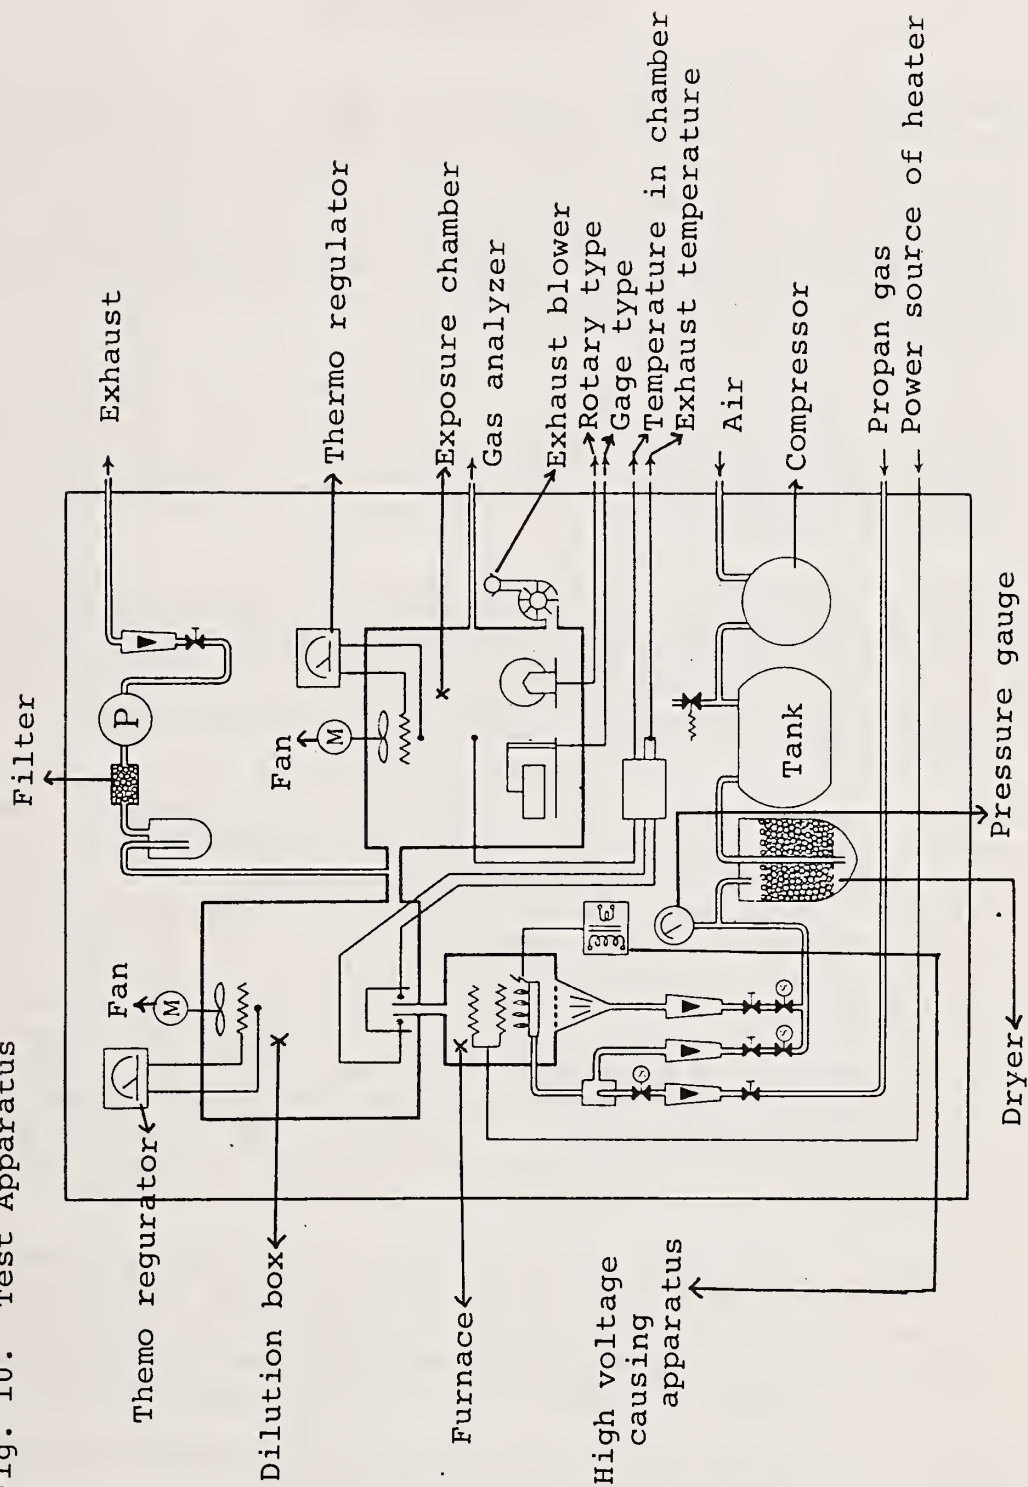 Fig. 10. Test Apparatus
Filter
Exhaust
P
Fan
M
Thermo regulator
Exposure chamber
Gas analyzer
Exhaust blower
Rotary type
Gage type
Temperature in chamber
Exhaust temperature
Air
Compressor
Propan gas
Power source of heater
Fan
M
Themo regurator
Dilution box
Furnace
High voltage
causing
apparatus
Tank
S
S
S
Pressure gauge
Dryer